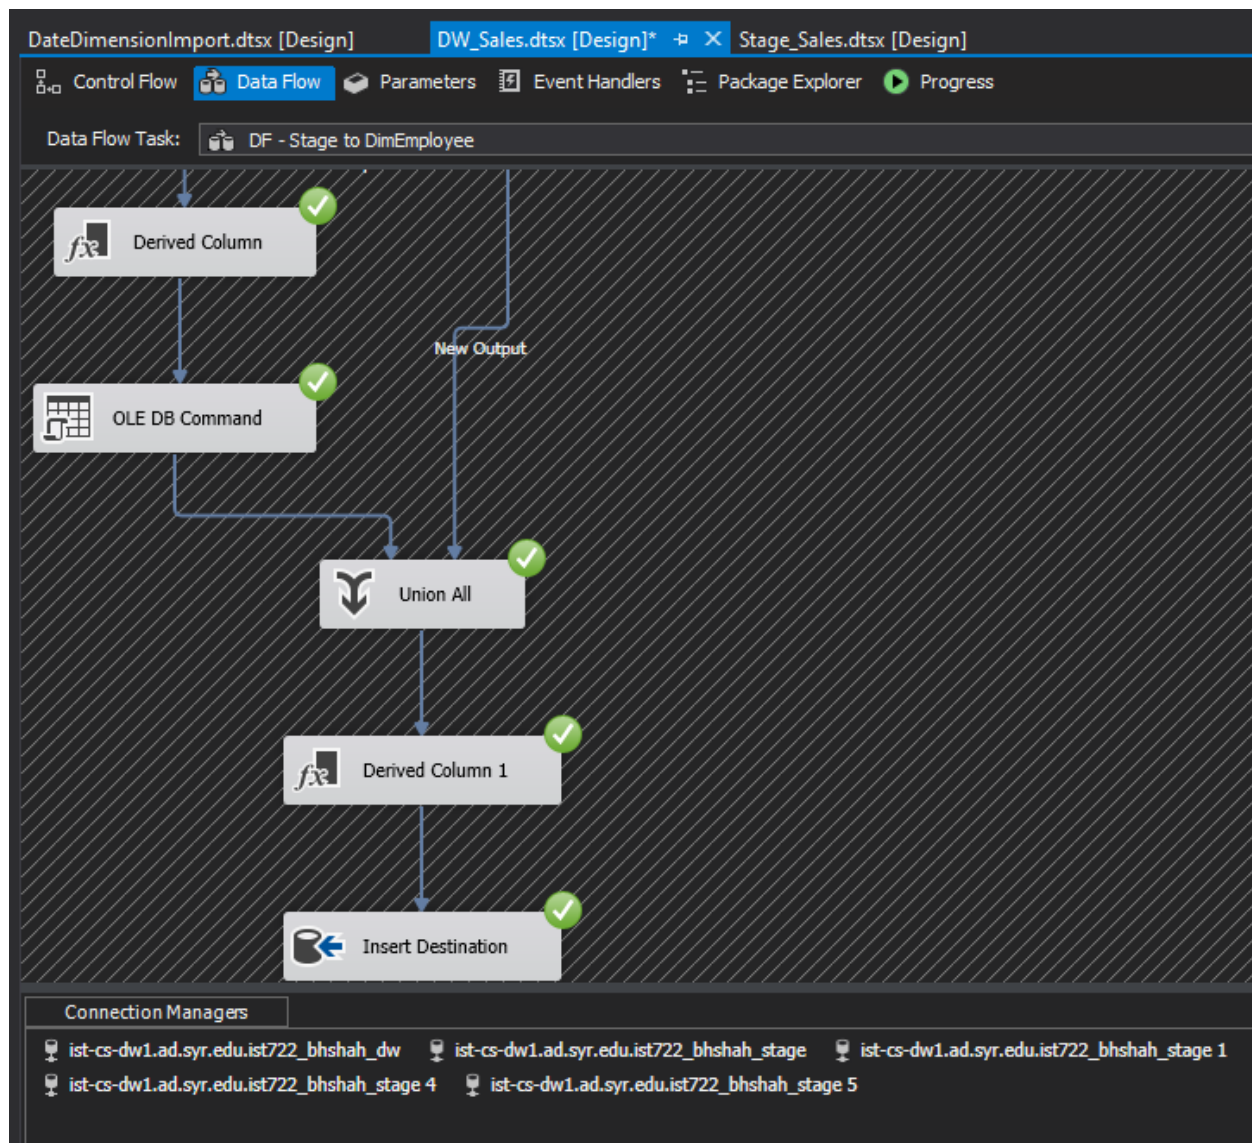 DateDimensionImport.dtsx [Design] DW_Sales.dtsx [Design]* Stage_Sales.dtsx [Design]
Control Flow Data Flow Parameters Event Handlers Package Explorer Progress
Data Flow Task: DF - Stage to DimEmployee
Derived Column
New Output
OLE DB Command
Union All
Derived Column 1
Insert Destination
Connection Managers
ist-cs-dw1.ad.syr.edu.ist722_bhshah_dw ist-cs-dw1.ad.syr.edu.ist722_bhshah_stage ist-cs-dw1.ad.syr.edu.ist722_bhshah_stage 1
ist-cs-dw1.ad.syr.edu.ist722_bhshah_stage 4 ist-cs-dw1.ad.syr.edu.ist722_bhshah_stage 5